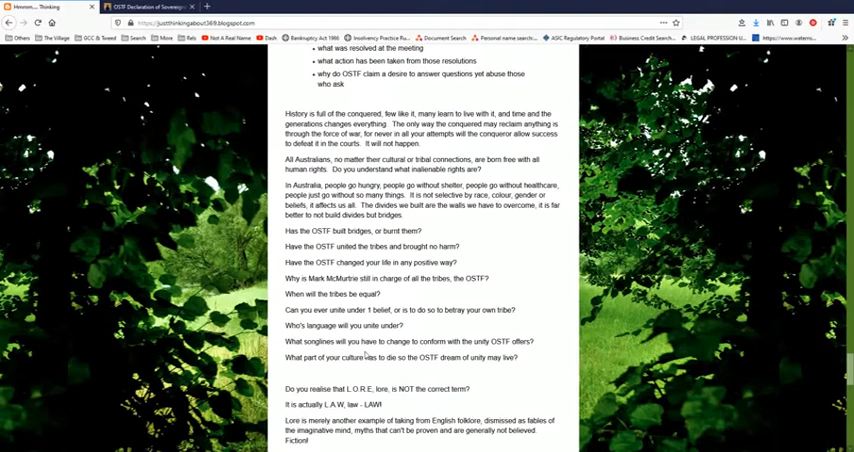 Hmmm.... Thinking
OSTF Declaration of Sovereign
https://justthinkingabout369.blogspot.com
Others
The Village
GCC & Seed
Search
More
Rels
Not A Real Name
Dash
Bankruptcy Act 1966
Insolvency Practice Ru...
Document Search
Personal name search:...
ASIC Regulatory Portal
Business Credit Sear...
LEGAL PROFESSION U...
https://www.waterns...
• what was resolved at the meeting
• what action has been taken from those resolutions
• why do OSTF claim a desire to answer questions yet abuse those
who ask
History is full of the conquered, few like it, many learn to live with it, and time and the
generations changes everything. The only way the conquered may reclaim anything is
through the force of war, for never in all your attempts will the conqueror allow success
to defeat it in the courts. It will not happen.
All Australians, no matter their cultural or tribal connections, are born free with all
human rights. Do you understand what inalienable rights are?
In Australia, people go hungry, people go without shelter, people go without healthcare,
people just go without so many things. It is not selective by race, colour, gender or
beliefs, it affects us all. The divides we built are the walls we have to overcome, it is far
better to not build divides but bridges.
Has the OSTF built bridges, or burnt them?
Have the OSTF united the tribes and brought no harm?
Have the OSTF changed your life in any positive way?
Why is Mark McMurtrie still in charge of all the tribes, the OSTF?
When will the tribes be equal?
Can you ever unite under 1 belief, or is to do so to betray your own tribe?
Who's language will you unite under?
What songlines will you have to change to conform with the unity OSTF offers?
What part of your culture has to die so the OSTF dream of unity may live?
Do you realise that L.O.R.E, lore, is NOT the correct term?
It is actually L.A.W, law - LAW!
Lore is merely another example of taking from English folklore, dismissed as fables of
the imaginative mind, myths that can't be proven and are generally not believed.
Fiction!